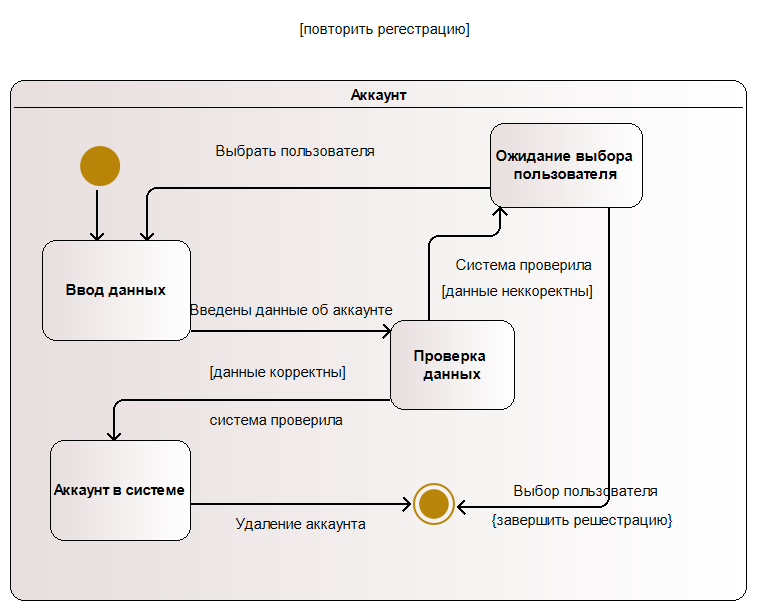 [повторить регестрацию]
Аккаунт
Выбрать пользователя
Ожидание выбора
пользователя
Ввод данных
Система проверила
[данные неккоректны]
Введены данные об аккаунте
Проверка
данных
[данные корректны]
система проверила
Аккаунт в системе
Удаление аккаунта
Выбор пользователя
{завершить решестрацию}